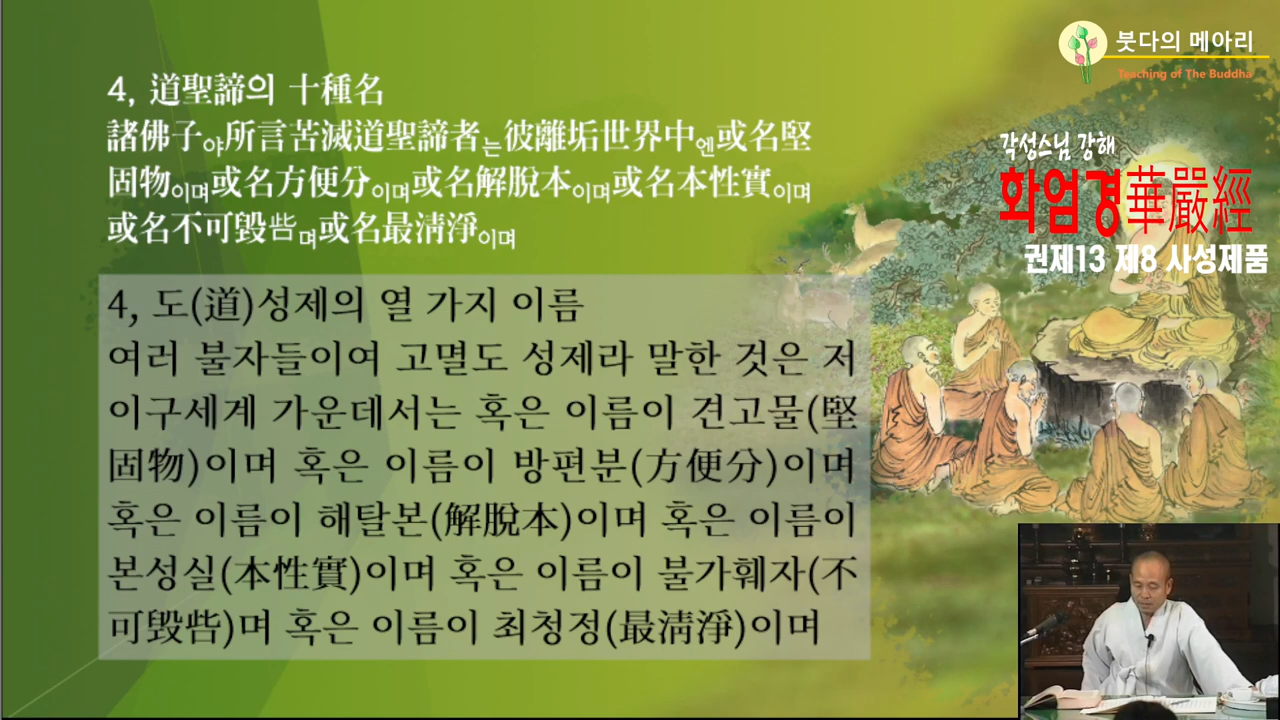 4, 道聖諦의 十種名
諸佛子야所言苦滅道聖諦者는彼離垢世界中엔或名堅
固物이며或名方便分이며或名解脫本이며或名本性實이며
或名不可毀呰며或名最淸淨이며
4, 도(道)성제의 열 가지 이름
여러 불자들이여 고멸도 성제라 말한 것은 저
이구세계 가운데서는 혹은 이름이 견고물(堅
固物)이며 혹은 이름이 방편분(方便分)이며
혹은 이름이 해탈본(解脫本)이며 혹은 이름이
본성실(本性實)이며 혹은 이름이 불가훼자(不
可毀呰)며 혹은 이름이 최청정(最淸淨)이며
붓다의 메아리
Teaching of The Buddha
각성스님 강해
화엄경華嚴經
권제13 제8 사성제품